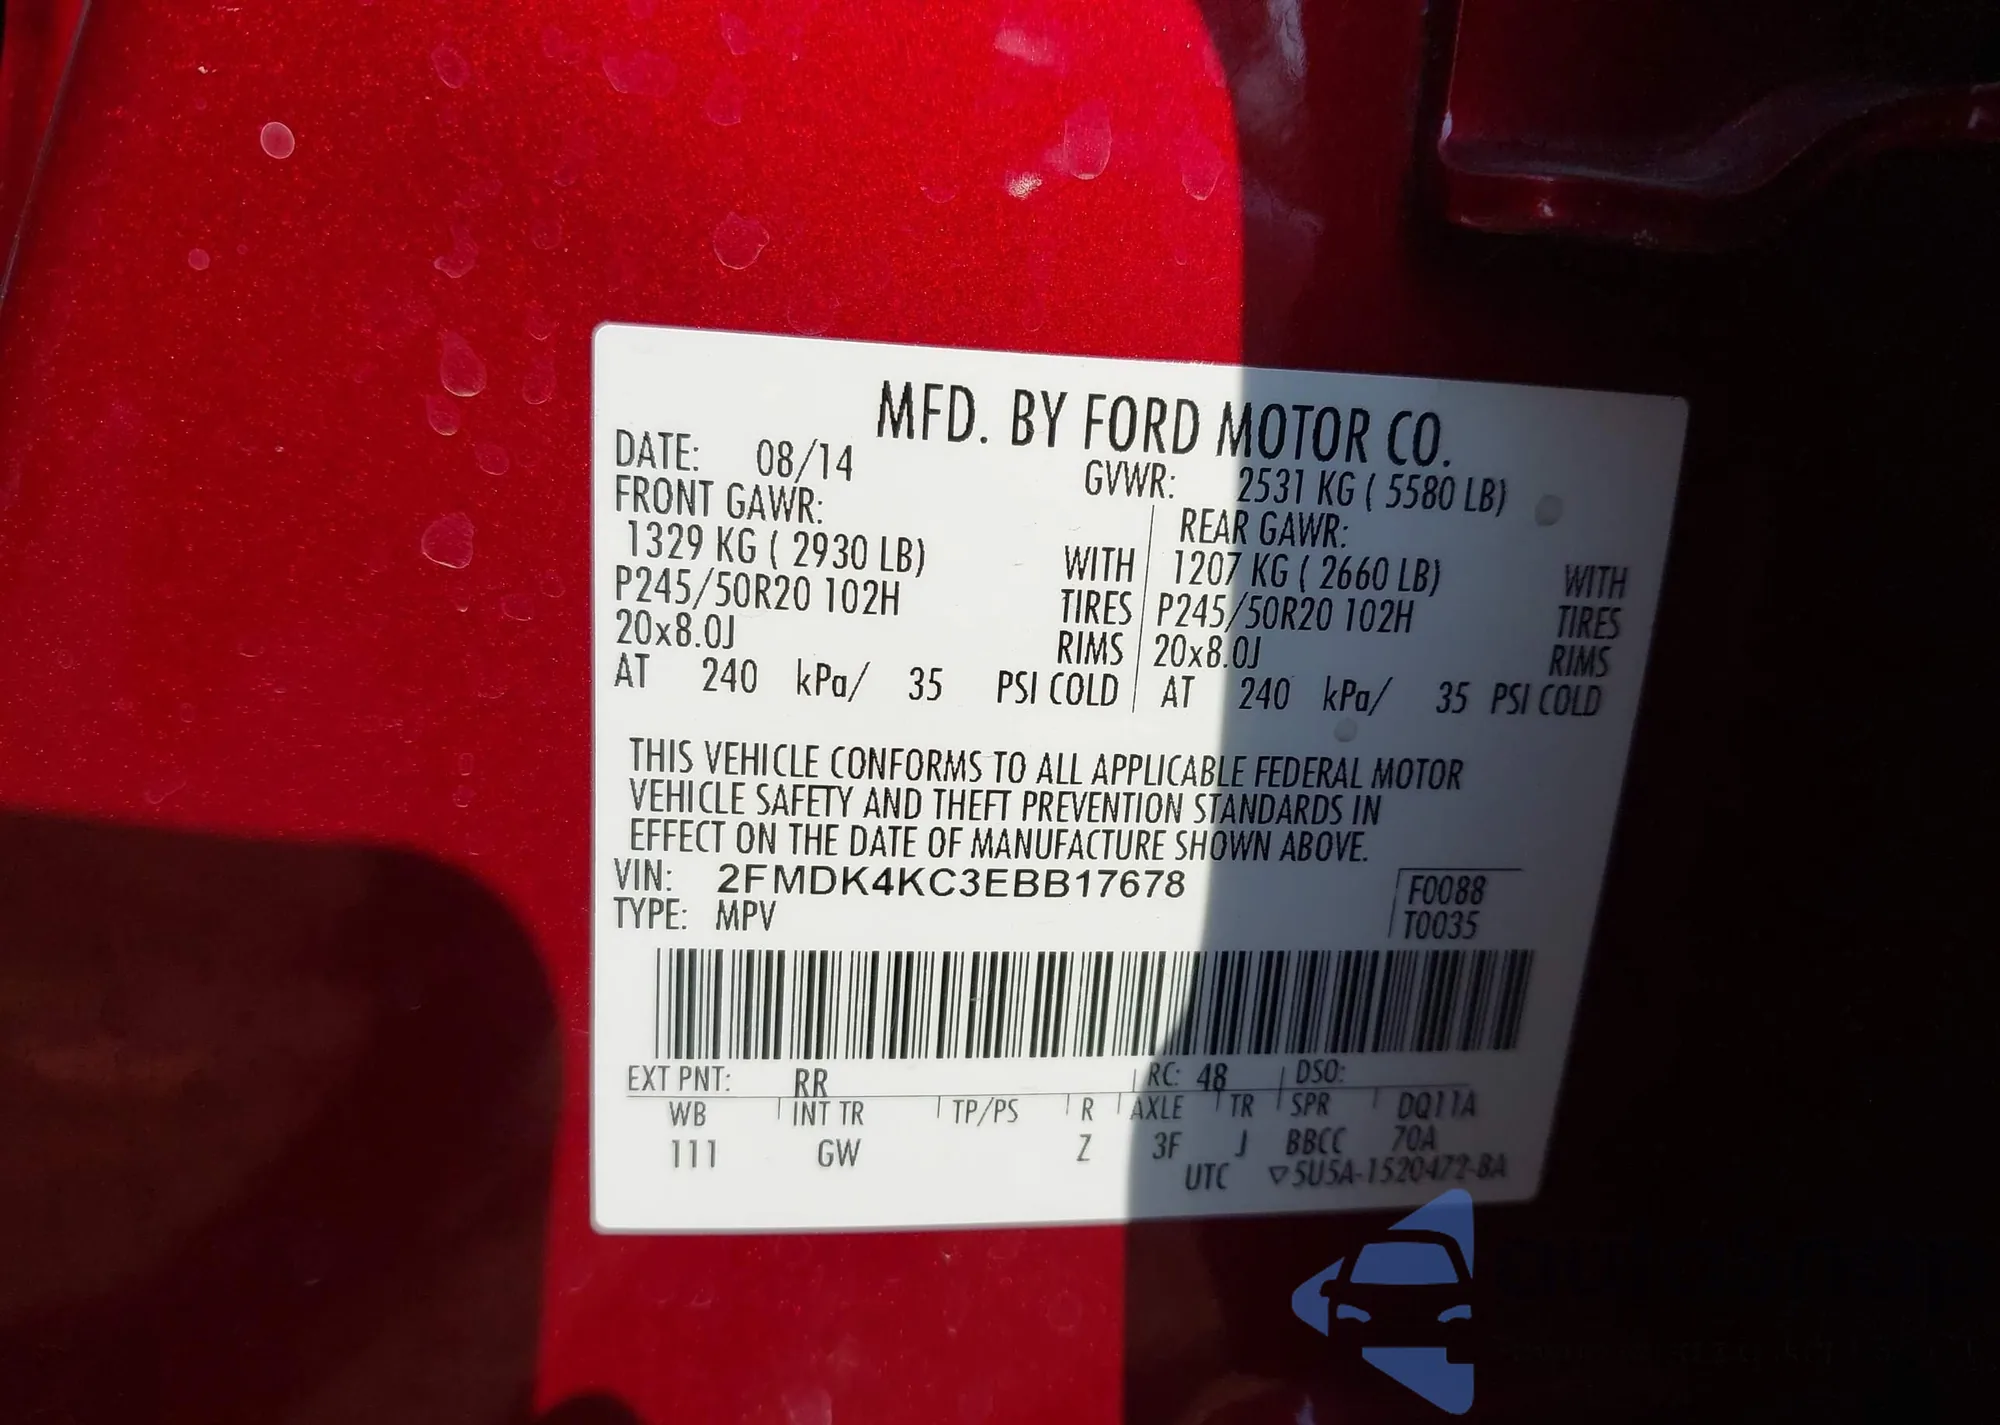 MFD. BY FORD MOTOR CO.
DATE: 08/14 GVWR: 2531 KG ( 5580 LB)
FRONT GAWR: REAR GAWR:
1329 KG ( 2930 LB) WITH 1207 KG ( 2660 LB) WITH
P245/50R20 102H TIRES P245/50R20 102H TIRES
20x8.0J RIMS 20x8.0J RIMS
AT 240 kPa/ 35 PSI COLD AT 240 kPa/ 35 PSI COLD
THIS VEHICLE CONFORMS TO ALL APPLICABLE FEDERAL MOTOR
VEHICLE SAFETY AND THEFT PREVENTION STANDARDS IN
EFFECT ON THE DATE OF MANUFACTURE SHOWN ABOVE.
VIN: 2FMDK4KC3EBB17678 F0088
TYPE: MPV T0035
EXT PNT: RR RC: 48 DSO:
WB INT TR TP/PS R AXLE TR SPR DQ11A
111 GW Z 3F J BBCC 70A
UTC ▽5U5A-1520472-BA